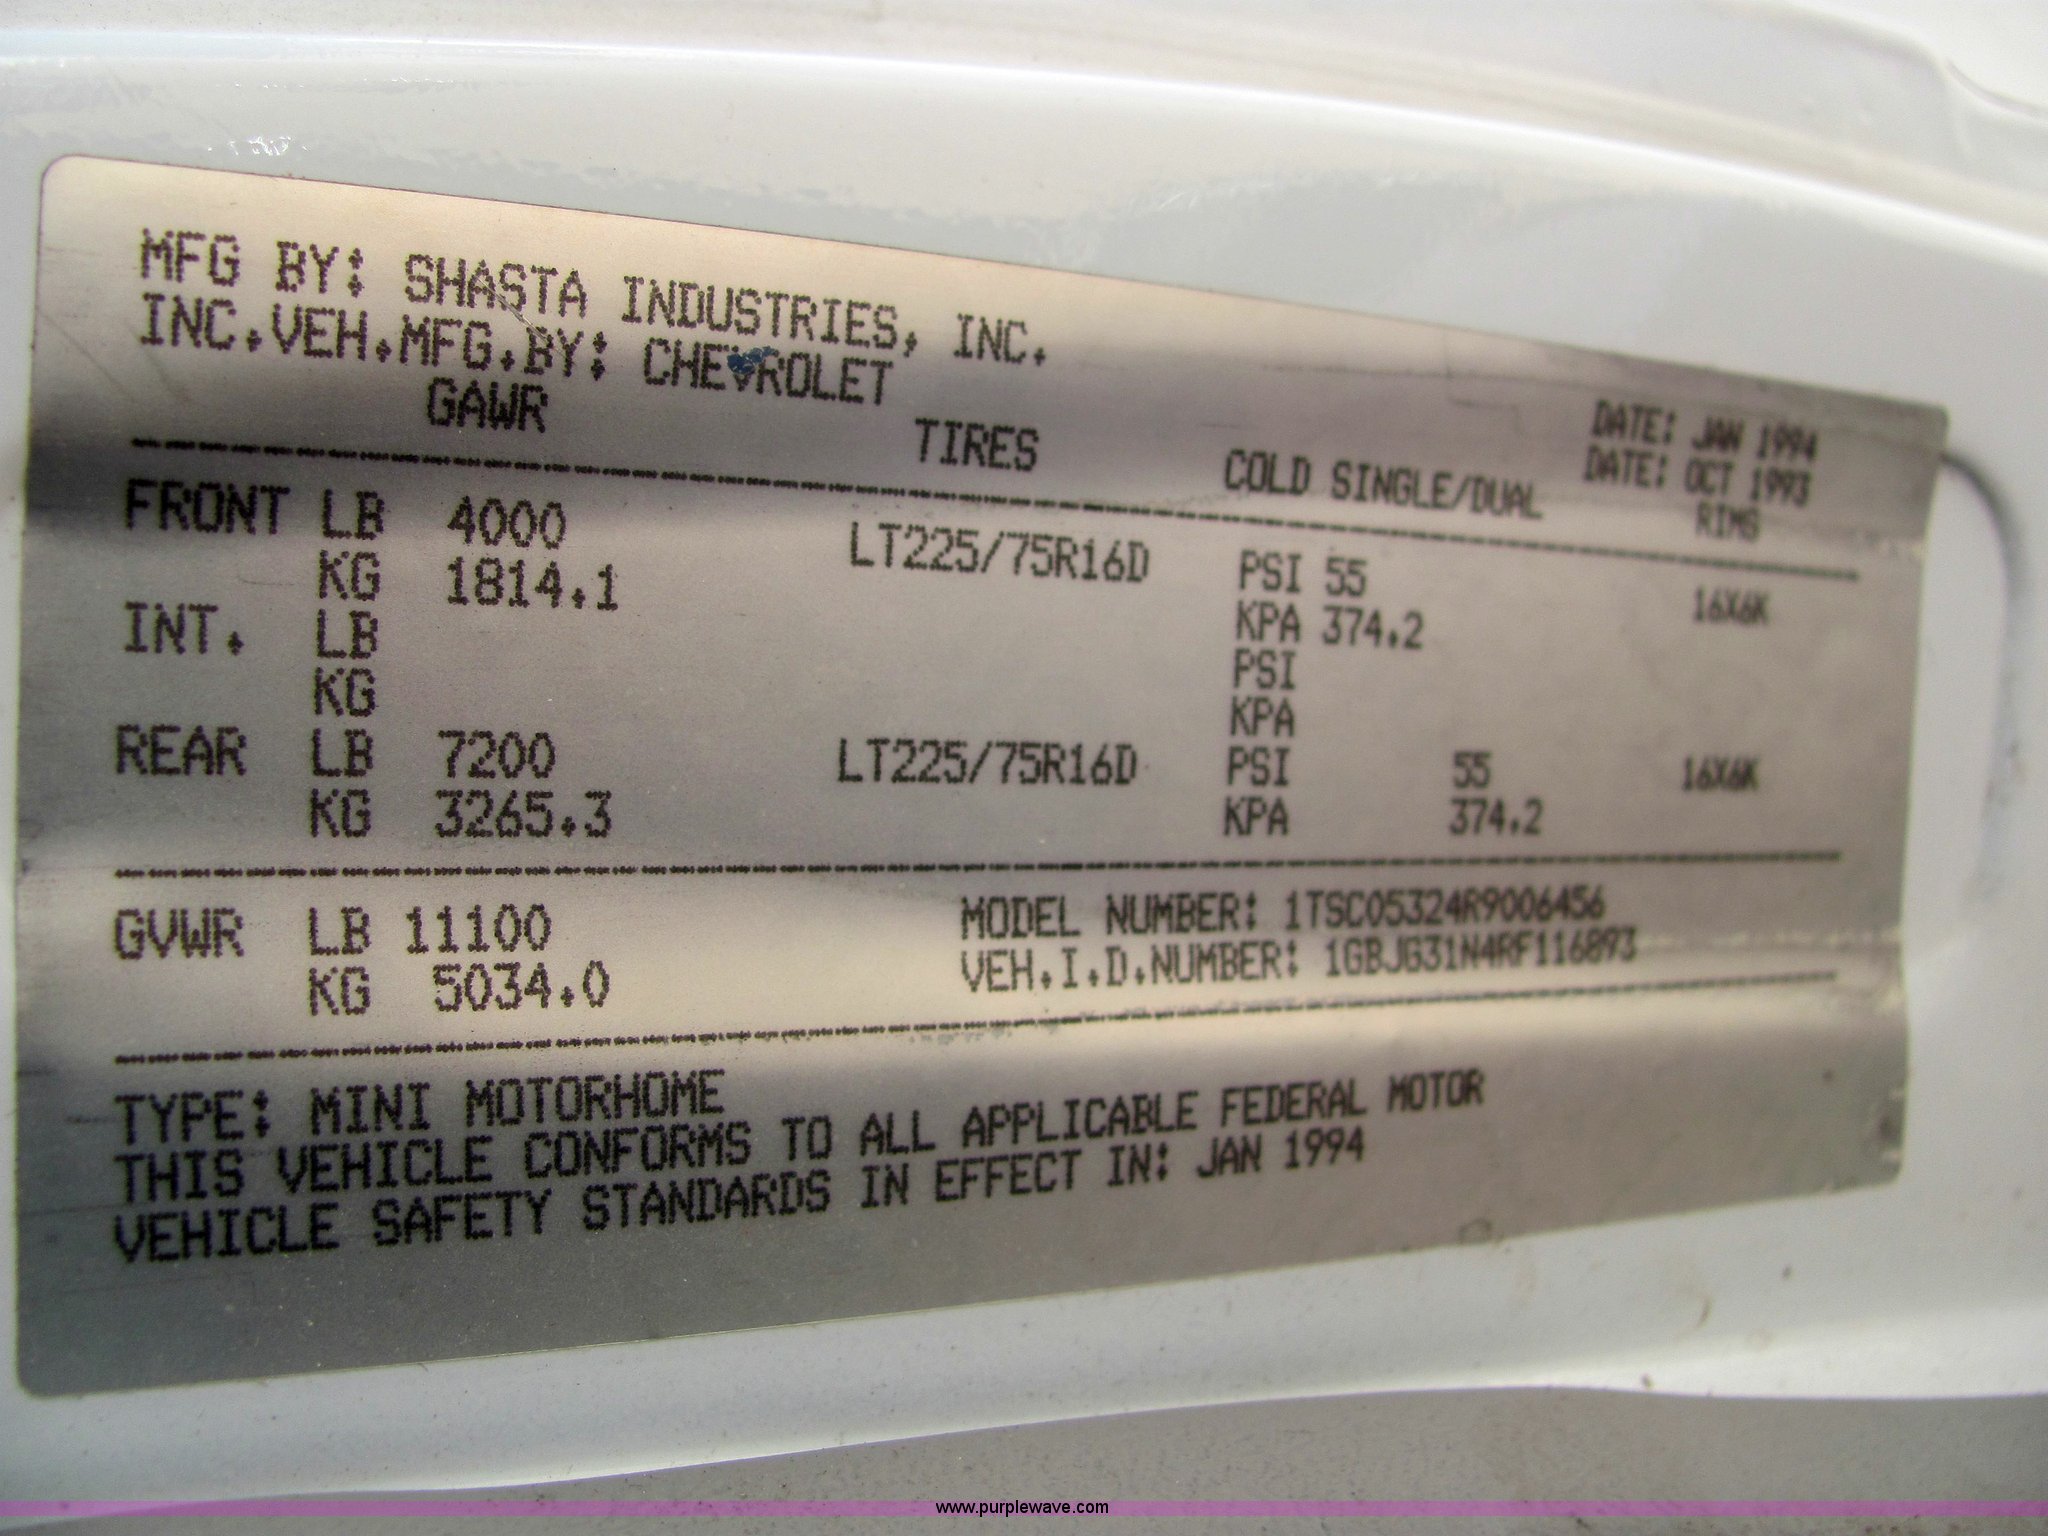 MFG BY: SHASTA INDUSTRIES, INC. DATE: JAN 1994
INC.VEH.MFG.BY: CHEVROLET DATE: OCT 1993
GAWR TIRES COLD SINGLE/DUAL RIMS
FRONT LB 4000 LT225/75R16D PSI 55 16X6K
KG 1814.1 KPA 374.2
INT. LB PSI
KG KPA
REAR LB 7200 LT225/75R16D PSI 55 16X6K
KG 3265.3 KPA 374.2
GVWR LB 11100 MODEL NUMBER: 1TSC05324R9006456
KG 5034.0 VEH.I.D.NUMBER: 1GBJG31N4RF116893
TYPE: MINI MOTORHOME
THIS VEHICLE CONFORMS TO ALL APPLICABLE FEDERAL MOTOR
VEHICLE SAFETY STANDARDS IN EFFECT IN: JAN 1994
www.purplewave.com